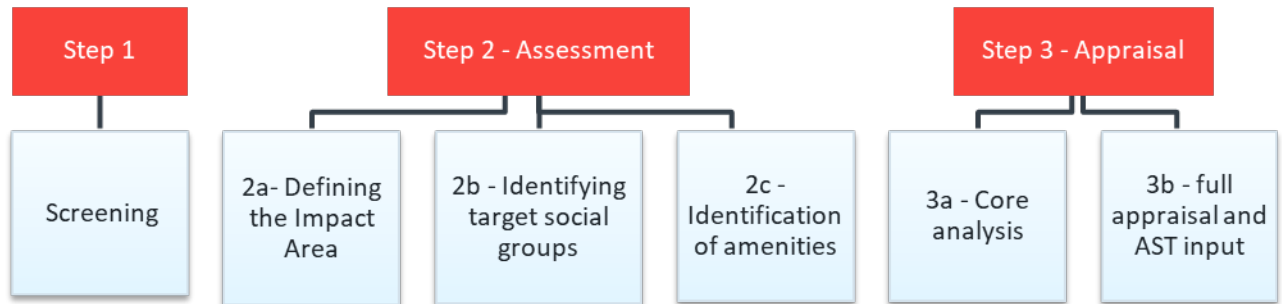 Step 1
Step 2 - Assessment
Step 3 - Appraisal
Screening
2a- Defining
the Impact
Area
2b - Identifying
target social
groups
2c -
Identification
of amenities
3a - Core
analysis
3b - full
appraisal and
AST input